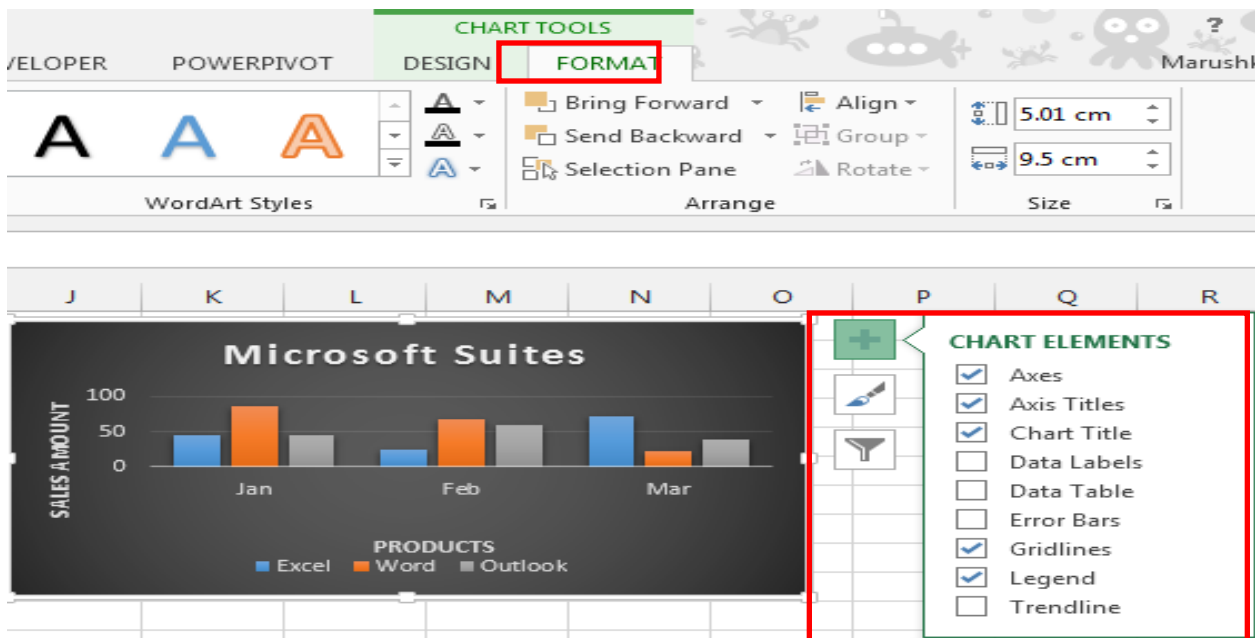 CHART TOOLS
?
VELOPER POWERPIVOT DESIGN FORMAT Marushk
A A A A Bring Forward Align 5.01 cm
A Send Backward Group
A Selection Pane Rotate 9.5 cm
WordArt Styles Arrange Size
J K L M N O P Q R
Microsoft Suites
SALES AMOUNT
100
50
0
Jan Feb Mar
PRODUCTS
Excel Word Outlook
CHART ELEMENTS
Axes
Axis Titles
Chart Title
Data Labels
Data Table
Error Bars
Gridlines
Legend
Trendline